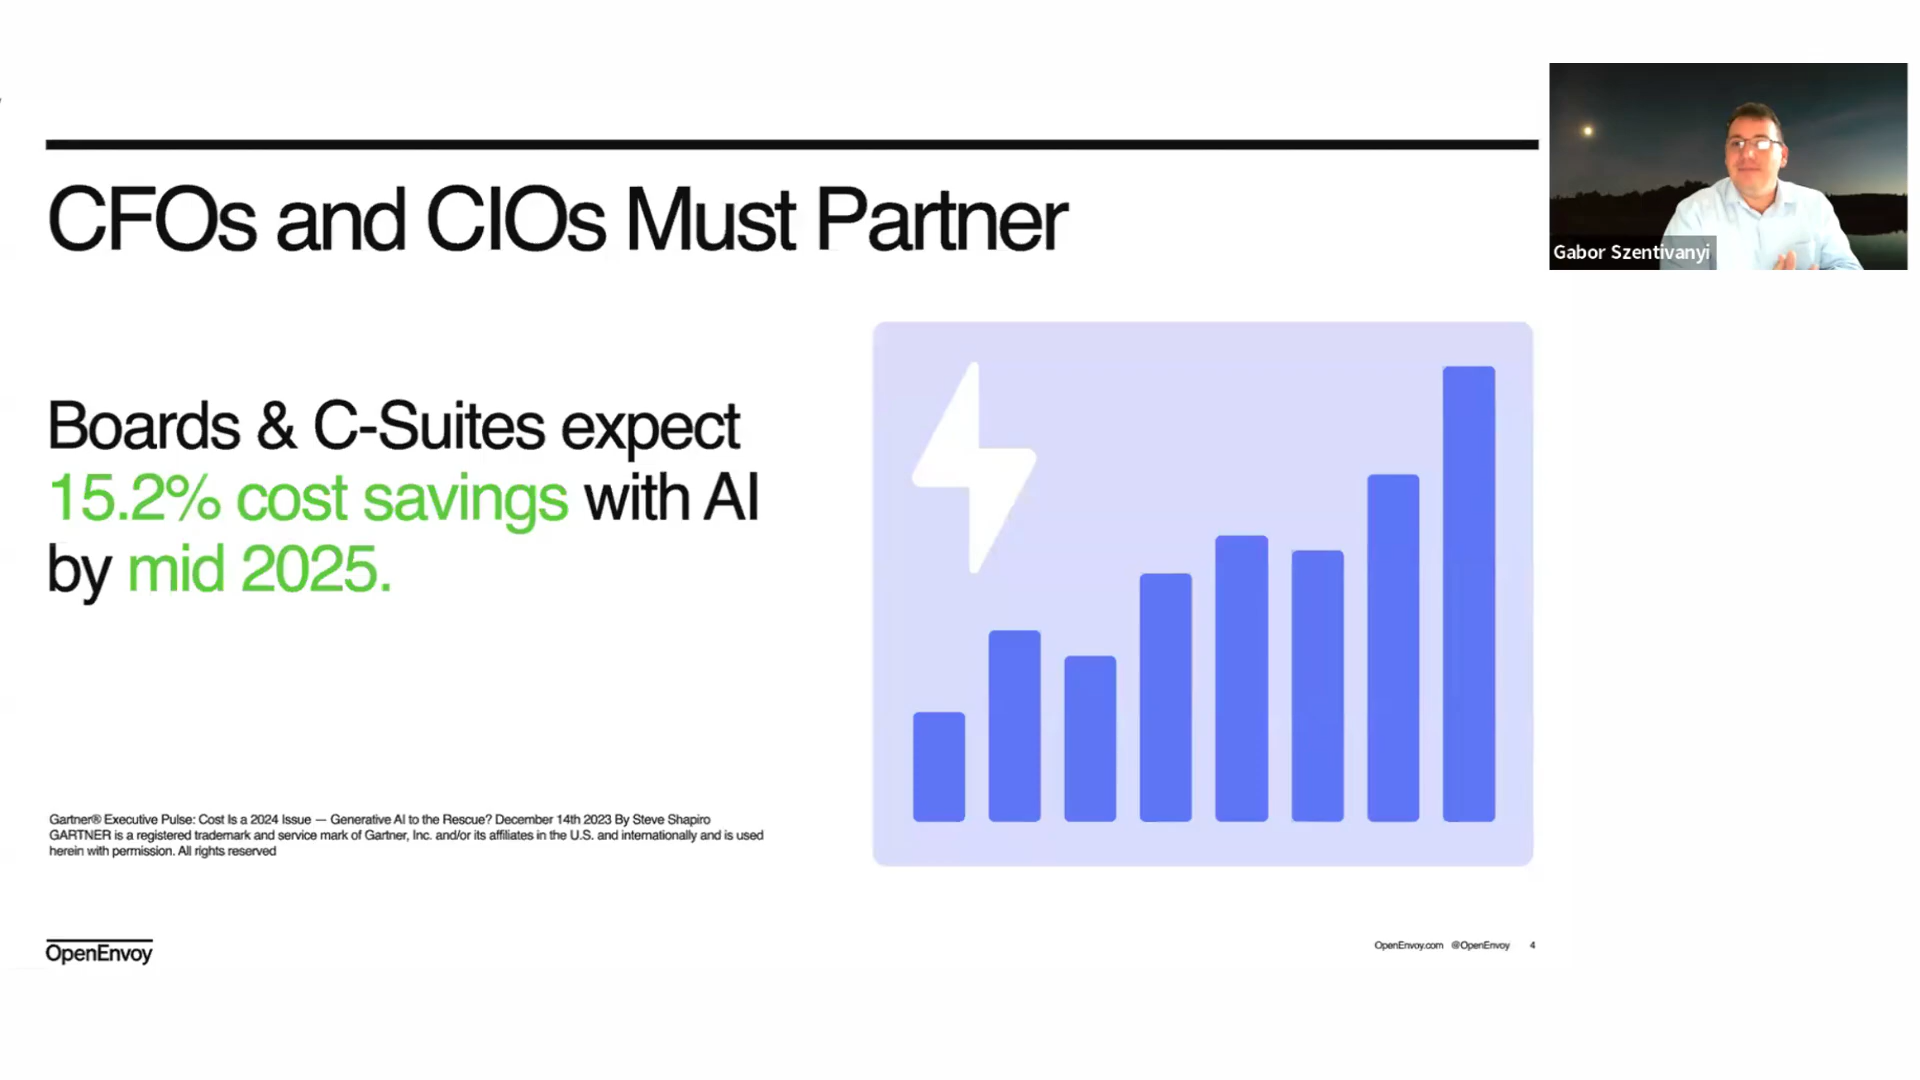 CFOs and CIOs Must Partner
Gabor Szentivanyi
Boards & C-Suites expect
15.2% cost savings with AI
by mid 2025.
Gartner® Executive Pulse: Cost Is a 2024 Issue — Generative AI to the Rescue? December 14th 2023 By Steve Shapiro
GARTNER is a registered trademark and service mark of Gartner, Inc. and/or its affiliates in the U.S. and internationally and is used
herein with permission. All rights reserved
OpenEnvoy
OpenEnvoy.com @OpenEnvoy 4